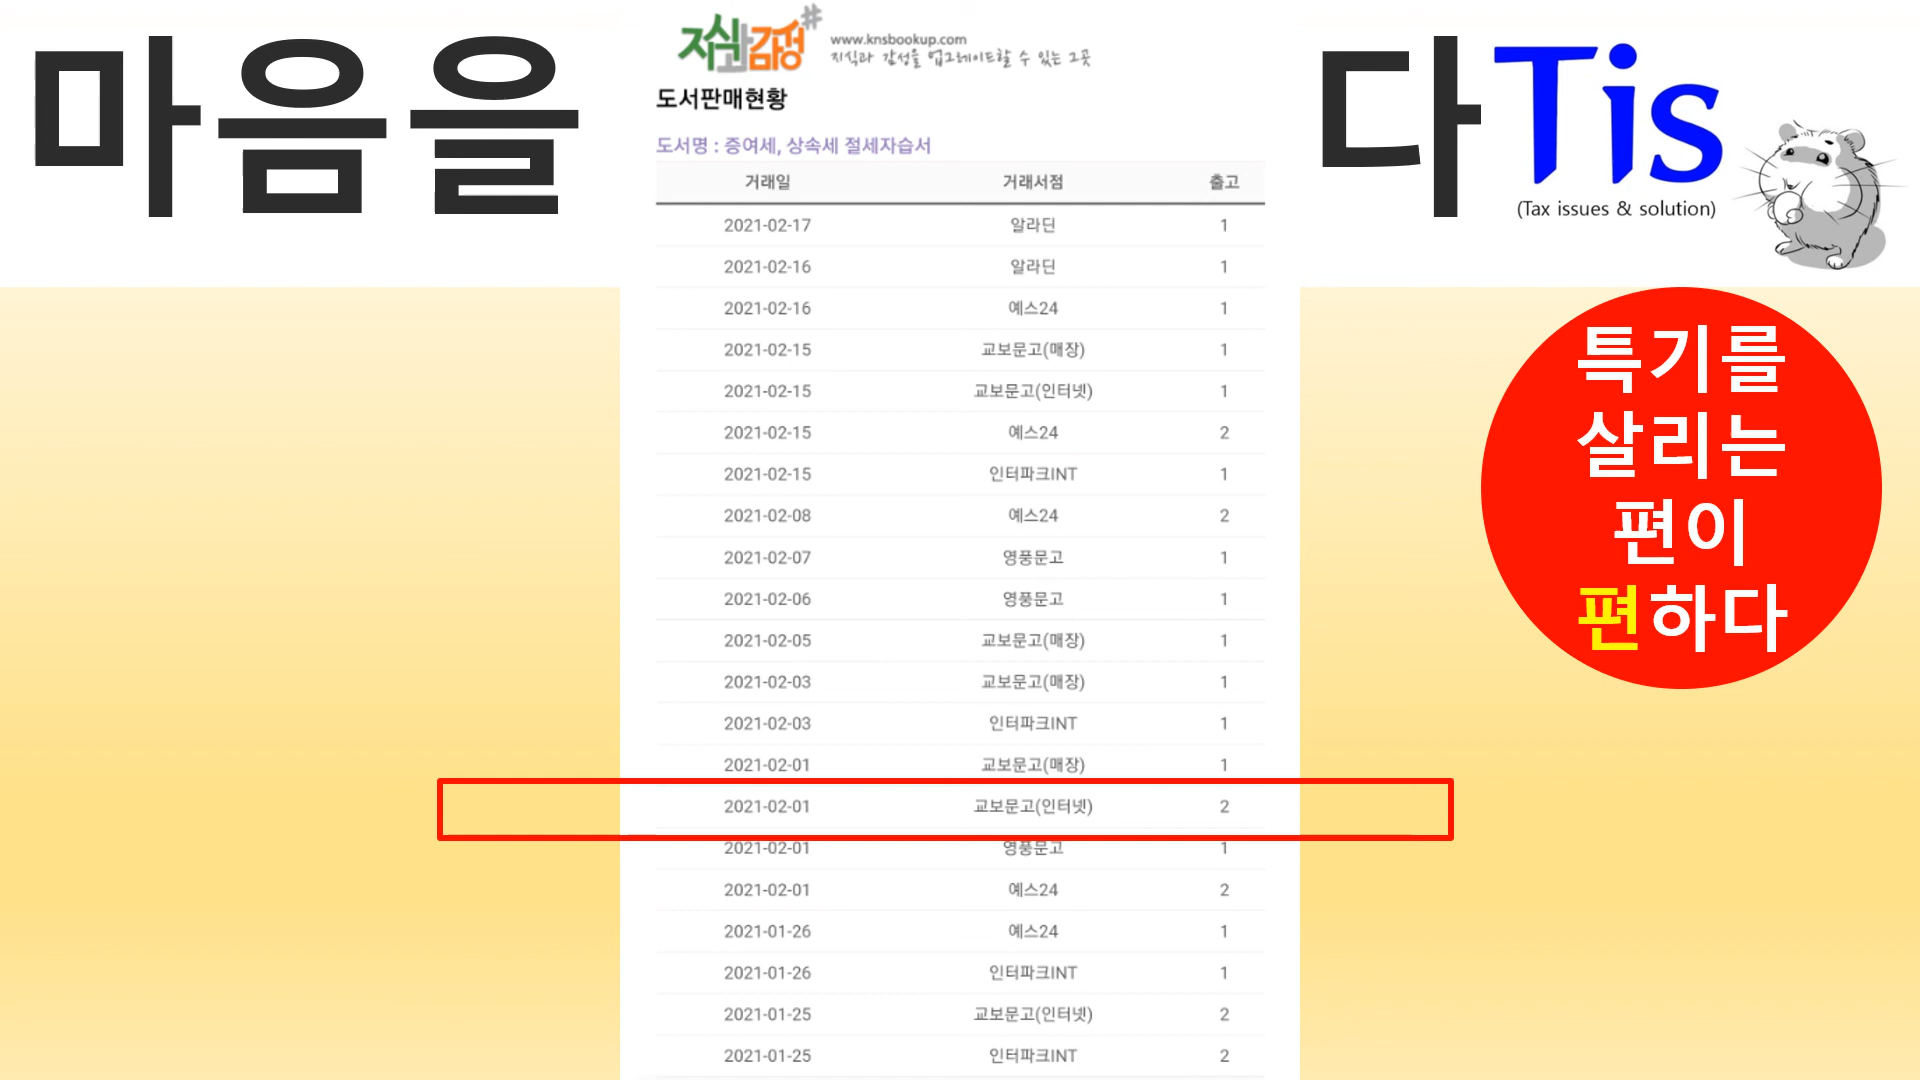 마음을
지식과감성#
www.knsbookup.com
지식과 감성을 업그레이드할 수 있는 그곳
다
Tis
(Tax issues & solution)
도서판매현황
도서명 : 증여세, 상속세 절세자습서
거래일 거래서점 출고
2021-02-17 알라딘 1
2021-02-16 알라딘 1
2021-02-16 예스24 1
2021-02-15 교보문고(매장) 1
2021-02-15 교보문고(인터넷) 1
2021-02-15 예스24 2
2021-02-15 인터파크INT 1
2021-02-08 예스24 2
2021-02-07 영풍문고 1
2021-02-06 영풍문고 1
2021-02-05 교보문고(매장) 1
2021-02-03 교보문고(매장) 1
2021-02-03 인터파크INT 1
2021-02-01 교보문고(매장) 1
2021-02-01 교보문고(인터넷) 2
2021-02-01 영풍문고 1
2021-02-01 예스24 2
2021-01-26 예스24 1
2021-01-26 인터파크INT 1
2021-01-25 교보문고(인터넷) 2
2021-01-25 인터파크INT 2
특기를
살리는
편이
편하다